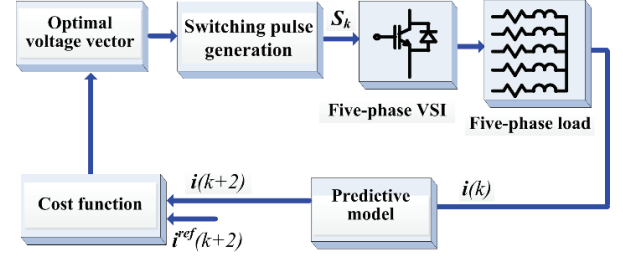 Optimal
voltage vector
Switching pulse
generation
S_k
Five-phase VSI
Five-phase load
Cost function
i(k+2)
i^ref(k+2)
Predictive
model
i(k)